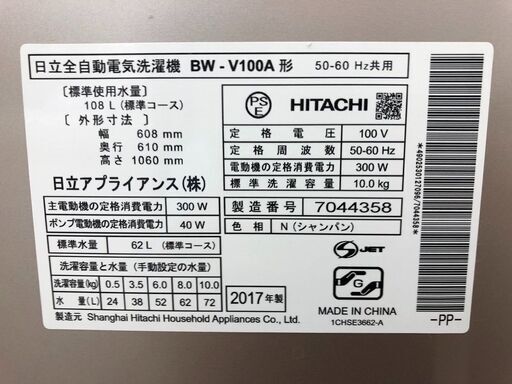 日立全自動電気洗濯機 BW-V100A 形 50-60 Hz共用
[標準使用水量]
108 L (標準コース)
[外形寸法]
幅 608 mm
奥行 610 mm
高さ 1060 mm
日立アプライアンス(株)
主電動機の定格消費電力 300 W
ポンプ電動機の定格消費電力 40 W
標準水量 62 L (標準コース)
洗濯容量と水量 (手動設定の水量)
洗濯容量(kg) 0.5 3.5 6.0 8.0 10.0
水量(L) 24 38 52 62 72
製造元 Shanghai Hitachi Household Appliances Co., Ltd.
2017年製
PS
E
HITACHI
定格電圧 100 V
定格周波数 50-60 Hz
電動機の定格消費電力 300 W
標準洗濯容量 10.0 kg
製造番号 7044358
色相 N (シャンパン)
JET
G
MADE IN CHINA
1CHSE3662-A
*4902530127096/7044358*
-PP-